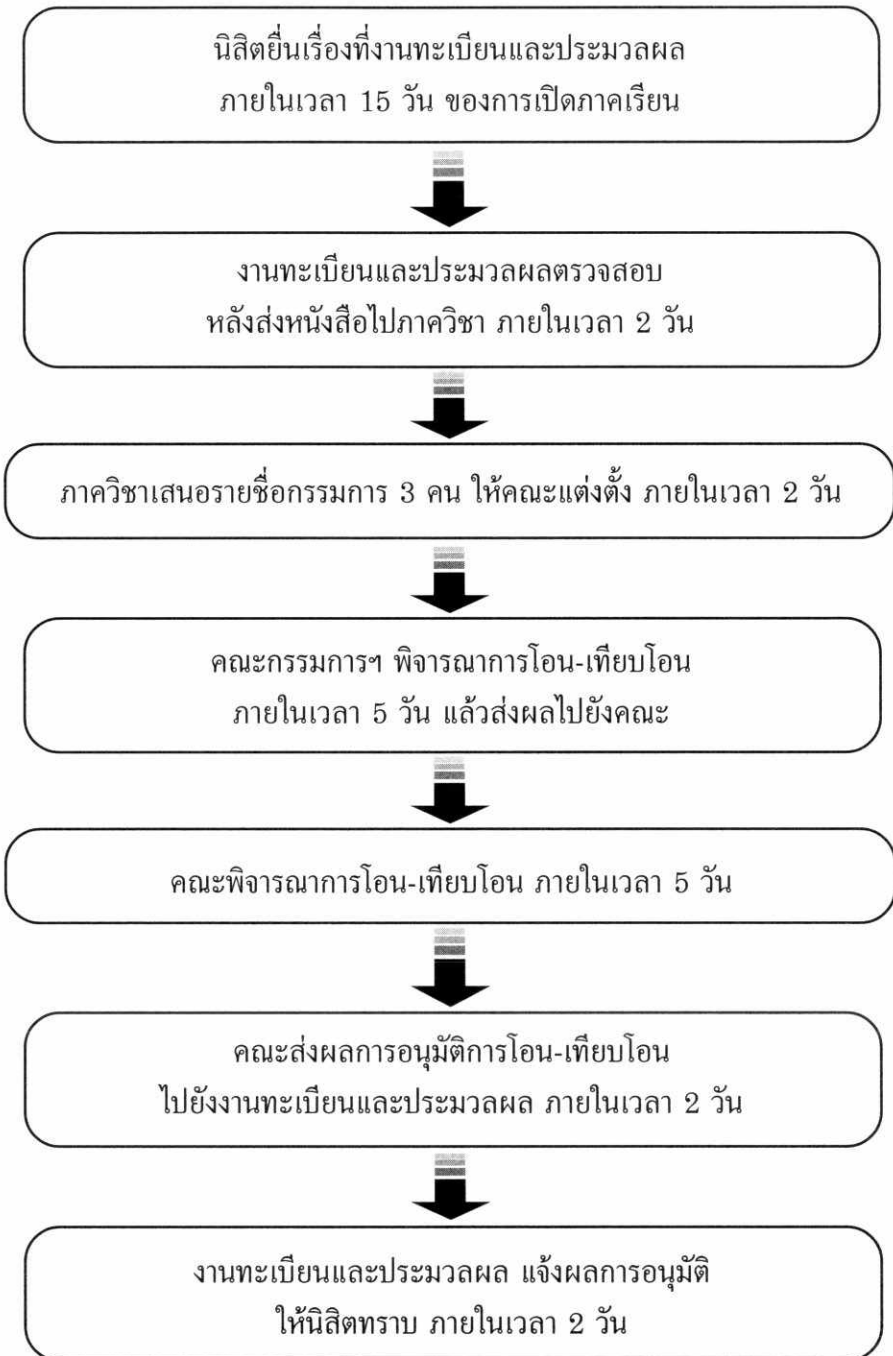 นิสิตยื่นเรื่องที่งานทะเบียนและประมวลผล
ภายในเวลา 15 วัน ของการเปิดภาคเรียน
งานทะเบียนและประมวลผลตรวจสอบ
หลังส่งหนังสือไปภาควิชา ภายในเวลา 2 วัน
ภาควิชาเสนอรายชื่อกรรมการ 3 คน ให้คณะแต่งตั้ง ภายในเวลา 2 วัน
คณะกรรมการฯ พิจารณาการโอน-เทียบโอน
ภายในเวลา 5 วัน แล้วส่งผลไปยังคณะ
คณะพิจารณาการโอน-เทียบโอน ภายในเวลา 5 วัน
คณะส่งผลการอนุมัติการโอน-เทียบโอน
ไปยังงานทะเบียนและประมวลผล ภายในเวลา 2 วัน
งานทะเบียนและประมวลผล แจ้งผลการอนุมัติ
ให้นิสิตทราบ ภายในเวลา 2 วัน